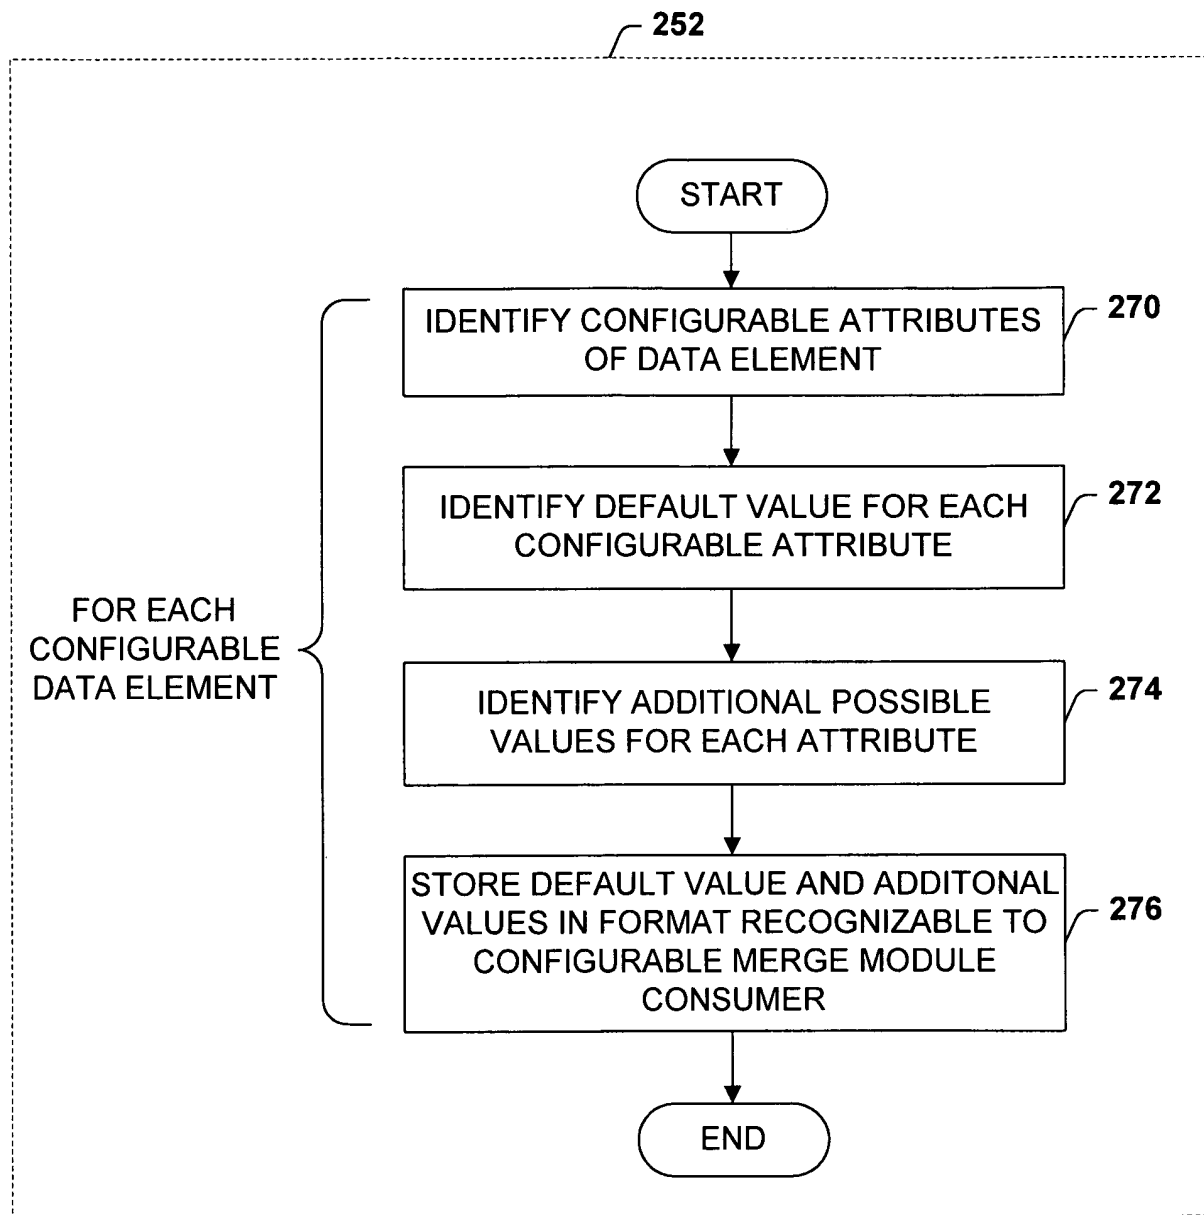 252
START
IDENTIFY CONFIGURABLE ATTRIBUTES
OF DATA ELEMENT
270
IDENTIFY DEFAULT VALUE FOR EACH
CONFIGURABLE ATTRIBUTE
272
FOR EACH
CONFIGURABLE
DATA ELEMENT
IDENTIFY ADDITIONAL POSSIBLE
VALUES FOR EACH ATTRIBUTE
274
STORE DEFAULT VALUE AND ADDITONAL
VALUES IN FORMAT RECOGNIZABLE TO
CONFIGURABLE MERGE MODULE
CONSUMER
276
END